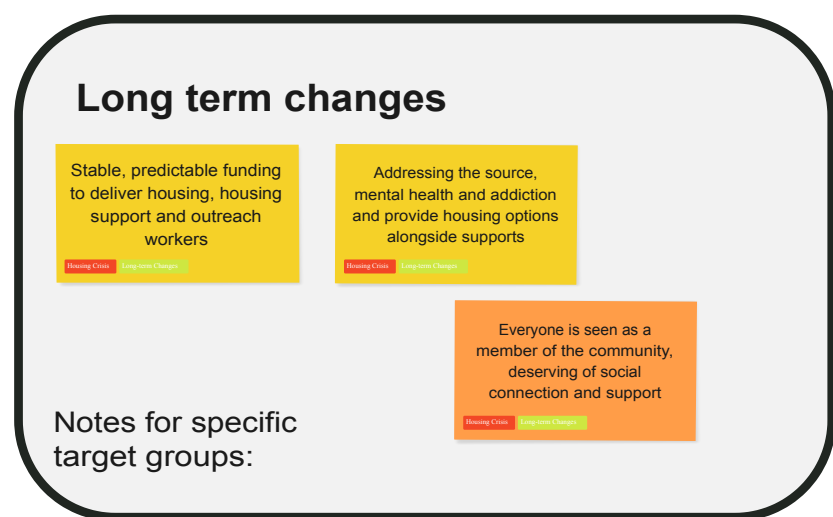 Long term changes
Stable, predictable funding
to deliver housing, housing
support and outreach
workers
Housing Crisis Long-term Changes
Addressing the source,
mental health and addiction
and provide housing options
alongside supports
Housing Crisis Long-term Changes
Everyone is seen as a
member of the community,
deserving of social
connection and support
Housing Crisis Long-term Changes
Notes for specific
target groups: